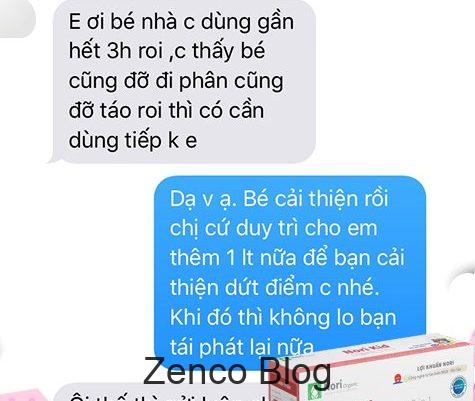 E ơi bé nhà c dùng gần
hết 3h roi ,c thấy bé
cũng đỡ đi phân cũng
đỡ táo roi thì có cần
dùng tiếp k e
Dạ v ạ. Bé cải thiện rồi
chị cứ duy trì cho em
thêm 1 lt nữa để bạn cải
thiện dứt điểm c nhé.
Khi đó thì không lo bạn
tái phát lại nữa
Nori Kid
LỢI KHUẨN NORI
Nori
Organic
Zenco Blog